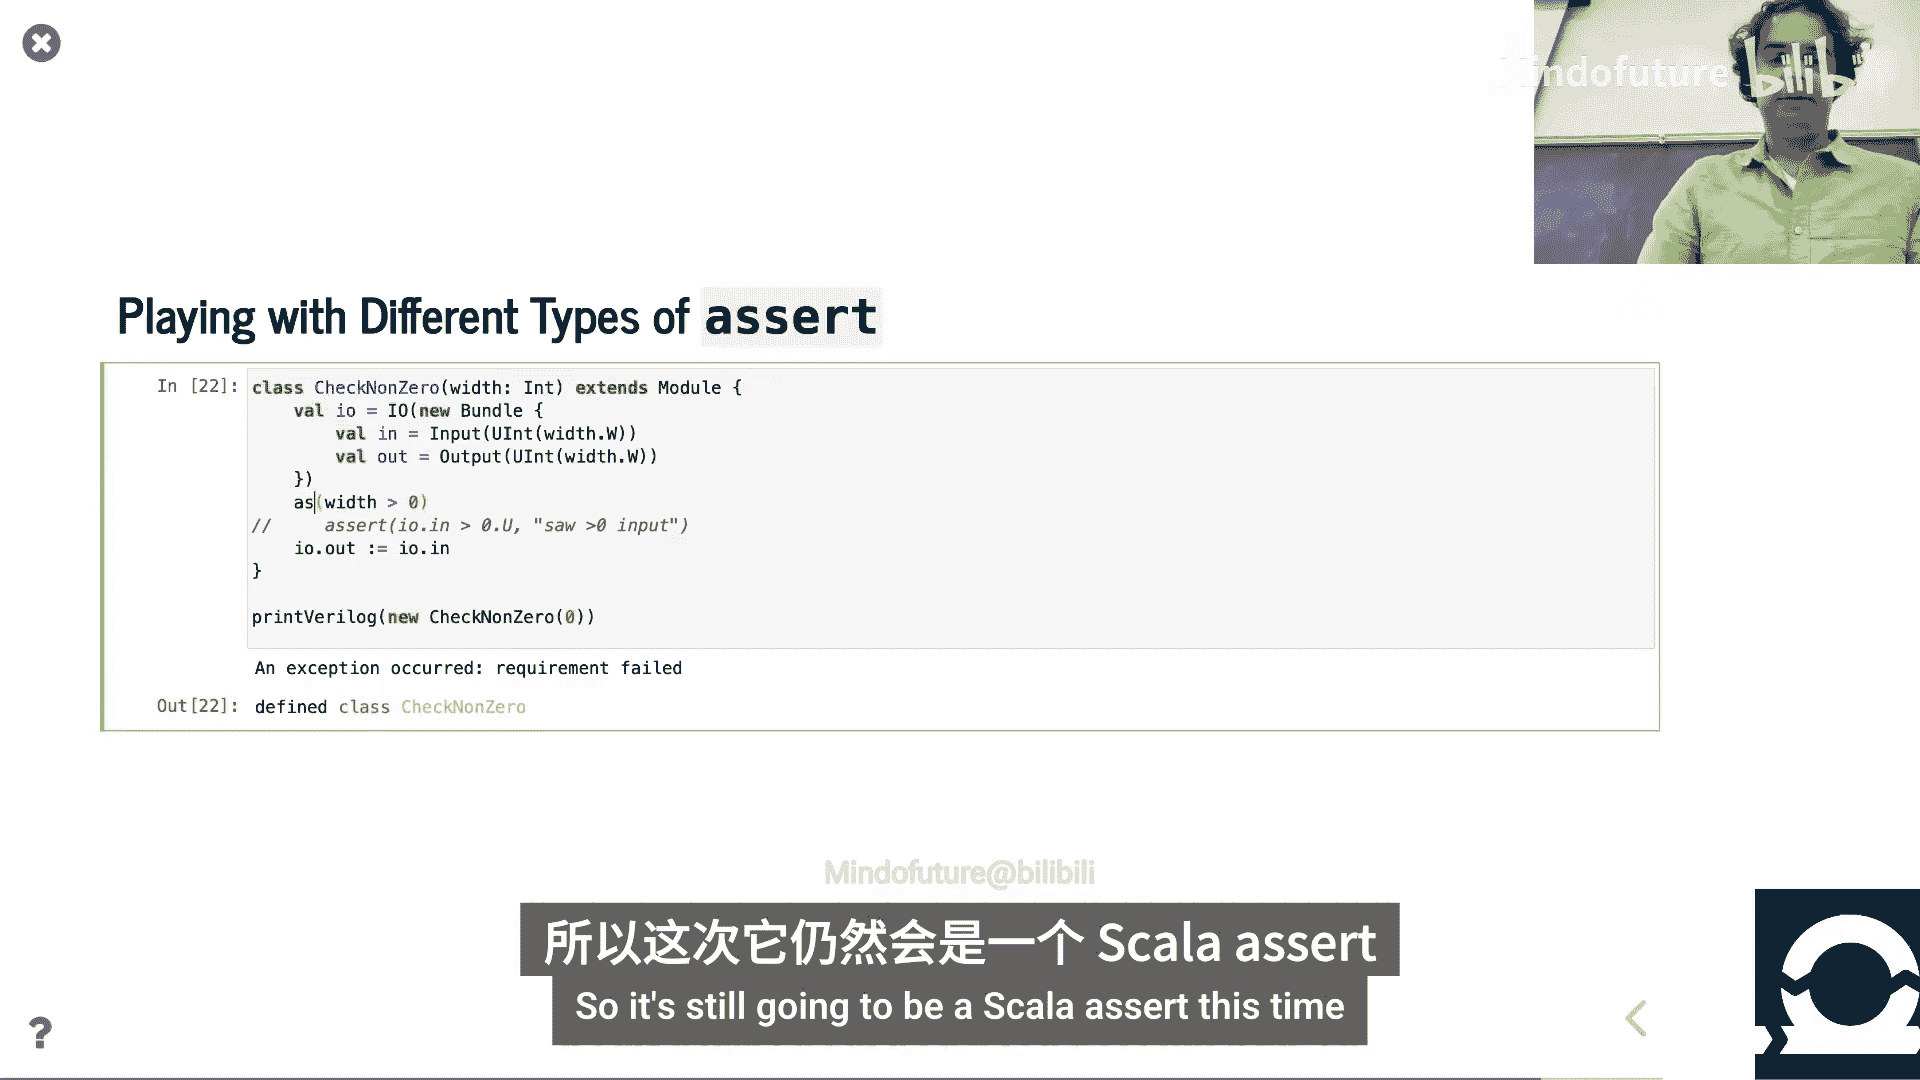 indofuture bilib
Playing with Different Types of assert
In [22]: class CheckNonZero(width: Int) extends Module {
val io = IO(new Bundle {
val in = Input(UInt(width.W))
val out = Output(UInt(width.W))
})
as(width > 0)
// assert(io.in > 0.U, "saw >0 input")
io.out := io.in
}
printVerilog(new CheckNonZero(0))
An exception occurred: requirement failed
Out[22]: defined class CheckNonZero
Mindofuture@bilibili
所以这次它仍然会是一个 Scala assert
So it's still going to be a Scala assert this time
?